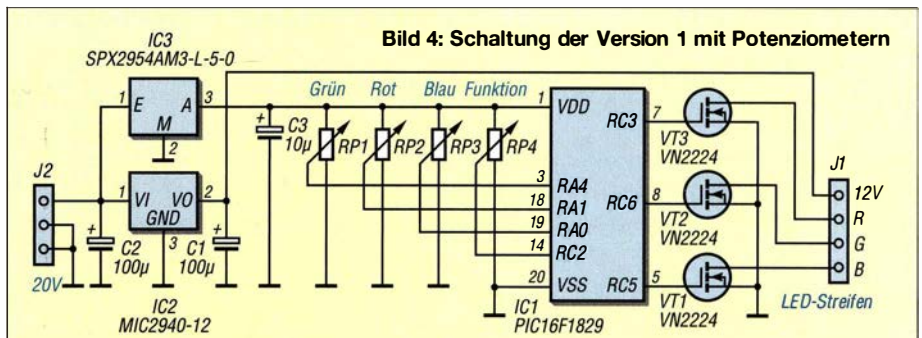 Bild 4: Schaltung der Version 1 mit Potenziometern
IC3
SPX2954AM3-L-5-0
1 E A 3
M
2
Grün Rot Blau Funktion
C3
10µ
+
RP1 RP2 RP3 RP4
1 VDD
RC3 7
VT3
VN2224
3 RA4
18 RA1
19 RA0
14 RC2
RC6 8
VT2
VN2224
20 VSS
RC5 5
VT1
VN2224
IC1
PIC16F1829
J2
20V
1 VI VO 2
GND
3
+
C2
100µ
+
C1
100µ
IC2
MIC2940-12
J1
12V
R
G
B
LED-Streifen